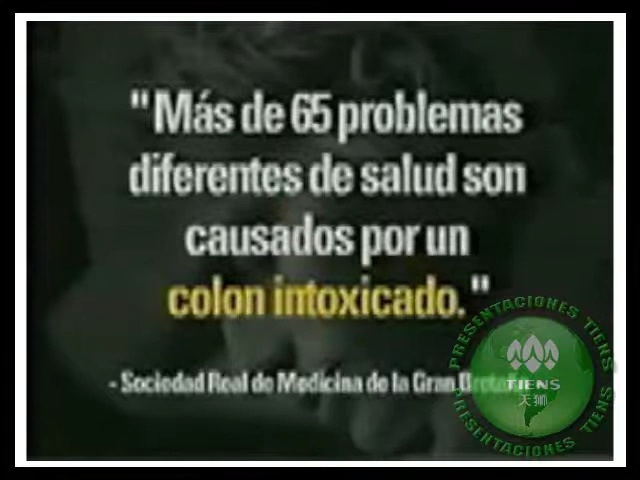 "Más de 65 problemas
diferentes de salud son
causados por un
colon intoxicado."
- Sociedad Real de Medicina de la Gran
PRESENTACIONES TIENS
TIENS
天狮
PRESENTACIONES TIENS